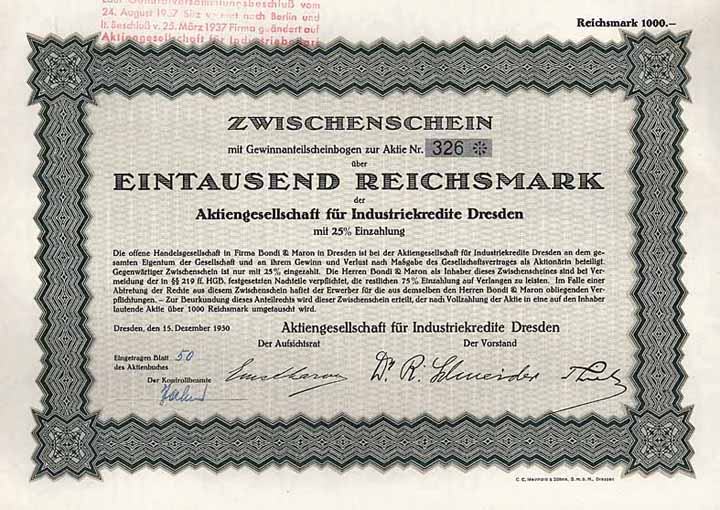 24. August 1937 Sitz verlegt nach Berlin und
lt. Beschluß v. 25. März 1937 Firma geändert auf
Aktiengesellschaft für Industriebedarf
Reichsmark 1000.–
ZWISCHENSCHEIN
mit Gewinnanteilscheinbogen zur Aktie Nr. 326 ✻
über
EINTAUSEND REICHSMARK
der
Aktiengesellschaft für Industriekredite Dresden
mit 25% Einzahlung
Die offene Handelsgesellschaft in Firma Bondi & Maron in Dresden ist bei der Aktiengesellschaft für Industriekredite Dresden an dem ge-
samten Eigentum der Gesellschaft und an ihrem Gewinn und Verlust nach Maßgabe des Gesellschaftsvertrages als Aktionärin beteiligt.
Gegenwärtiger Zwischenschein ist nur mit 25% eingezahlt. Die Herren Bondi & Maron als Inhaber dieses Zwischenscheines sind bei Ver-
meidung der in §§ 219 ff. HGB. festgesetzten Nachteile verpflichtet, die restlichen 75% Einzahlung auf Verlangen zu leisten. Im Falle einer
Abtretung der Rechte aus diesem Zwischenschein haftet der Erwerber für die aus demselben den Herren Bondi & Maron obliegenden Ver-
pflichtungen. – Zur Beurkundung dieses Anteilrechts wird dieser Zwischenschein erteilt, der nach Vollzahlung der Aktie in eine auf den Inhaber
lautende Aktie über 1000 Reichsmark umgetauscht wird.
Dresden, den 15. Dezember 1930
Aktiengesellschaft für Industriekredite Dresden
Der Aufsichtsrat Der Vorstand
Eingetragen Blatt 50
des Aktienbuches
Der Kontrollbeamte
Dr. R. Schneider
C. C. Meinhold & Söhne, G. m. b. H., Dresden